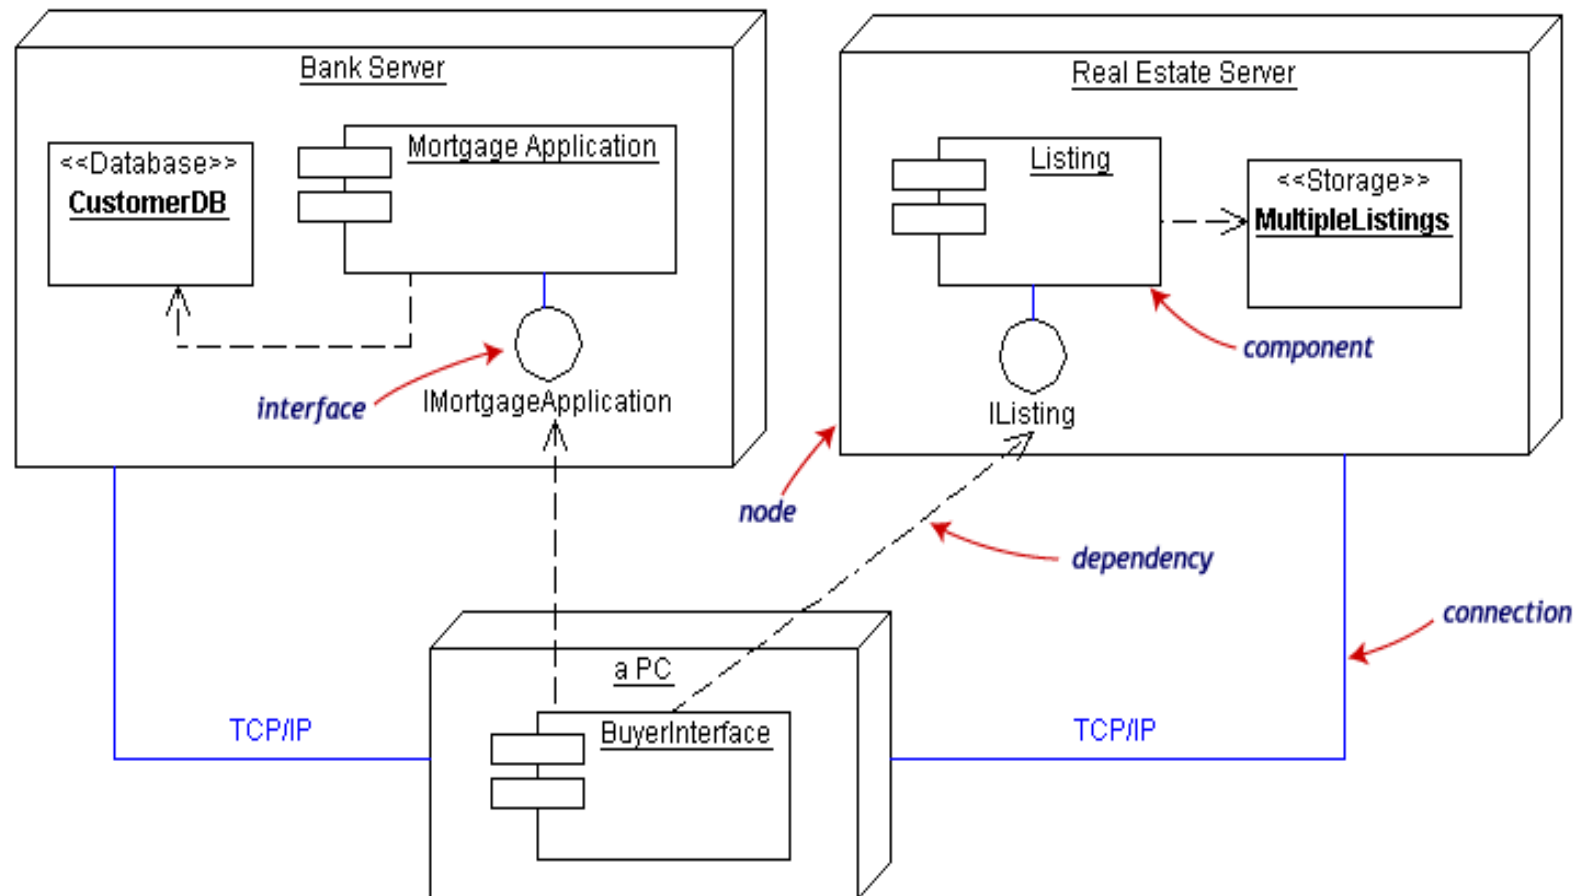 Bank Server
<<Database>>
CustomerDB
Mortgage Application
interface
IMortgageApplication
Real Estate Server
Listing
<<Storage>>
MultipleListings
component
IListing
node
dependency
connection
a PC
BuyerInterface
TCP/IP
TCP/IP